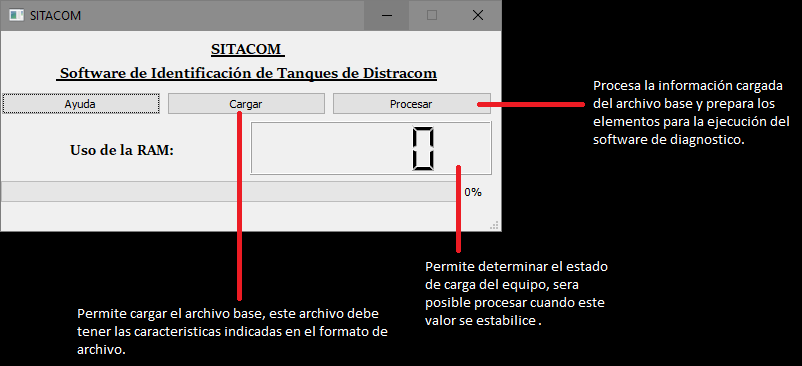 SITACOM
SITACOM
Software de Identificación de Tanques de Distracom
Ayuda
Cargar
Procesar
Uso de la RAM:
0
0%
Procesa la información cargada
del archivo base y prepara los
elementos para la ejecución del
software de diagnostico.
Permite determinar el estado
de carga del equipo, sera
posible procesar cuando este
valor se estabilice.
Permite cargar el archivo base, este archivo debe
tener las caracteristicas indicadas en el formato de
archivo.